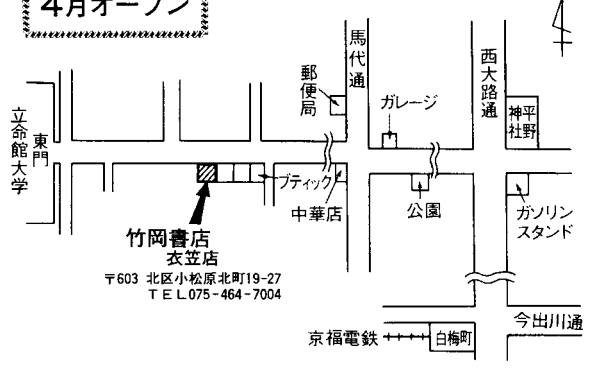 4月オープン
馬代通
郵便局
ガレージ
西大路通
平野
神社
立命館大学
東門
ブティック
中華店
公園
ガソリン
スタンド
竹岡書店
衣笠店
〒603 北区小松原北町19-27
TEL075-464-7004
今出川通
京福電鉄
白梅町